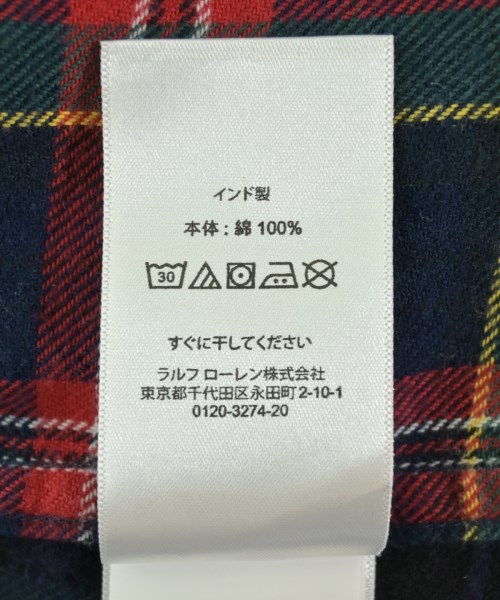 インド製
本体 : 綿 100%
30
すぐに干してください
ラルフ ローレン株式会社
東京都千代田区永田町2-10-1
0120-3274-20